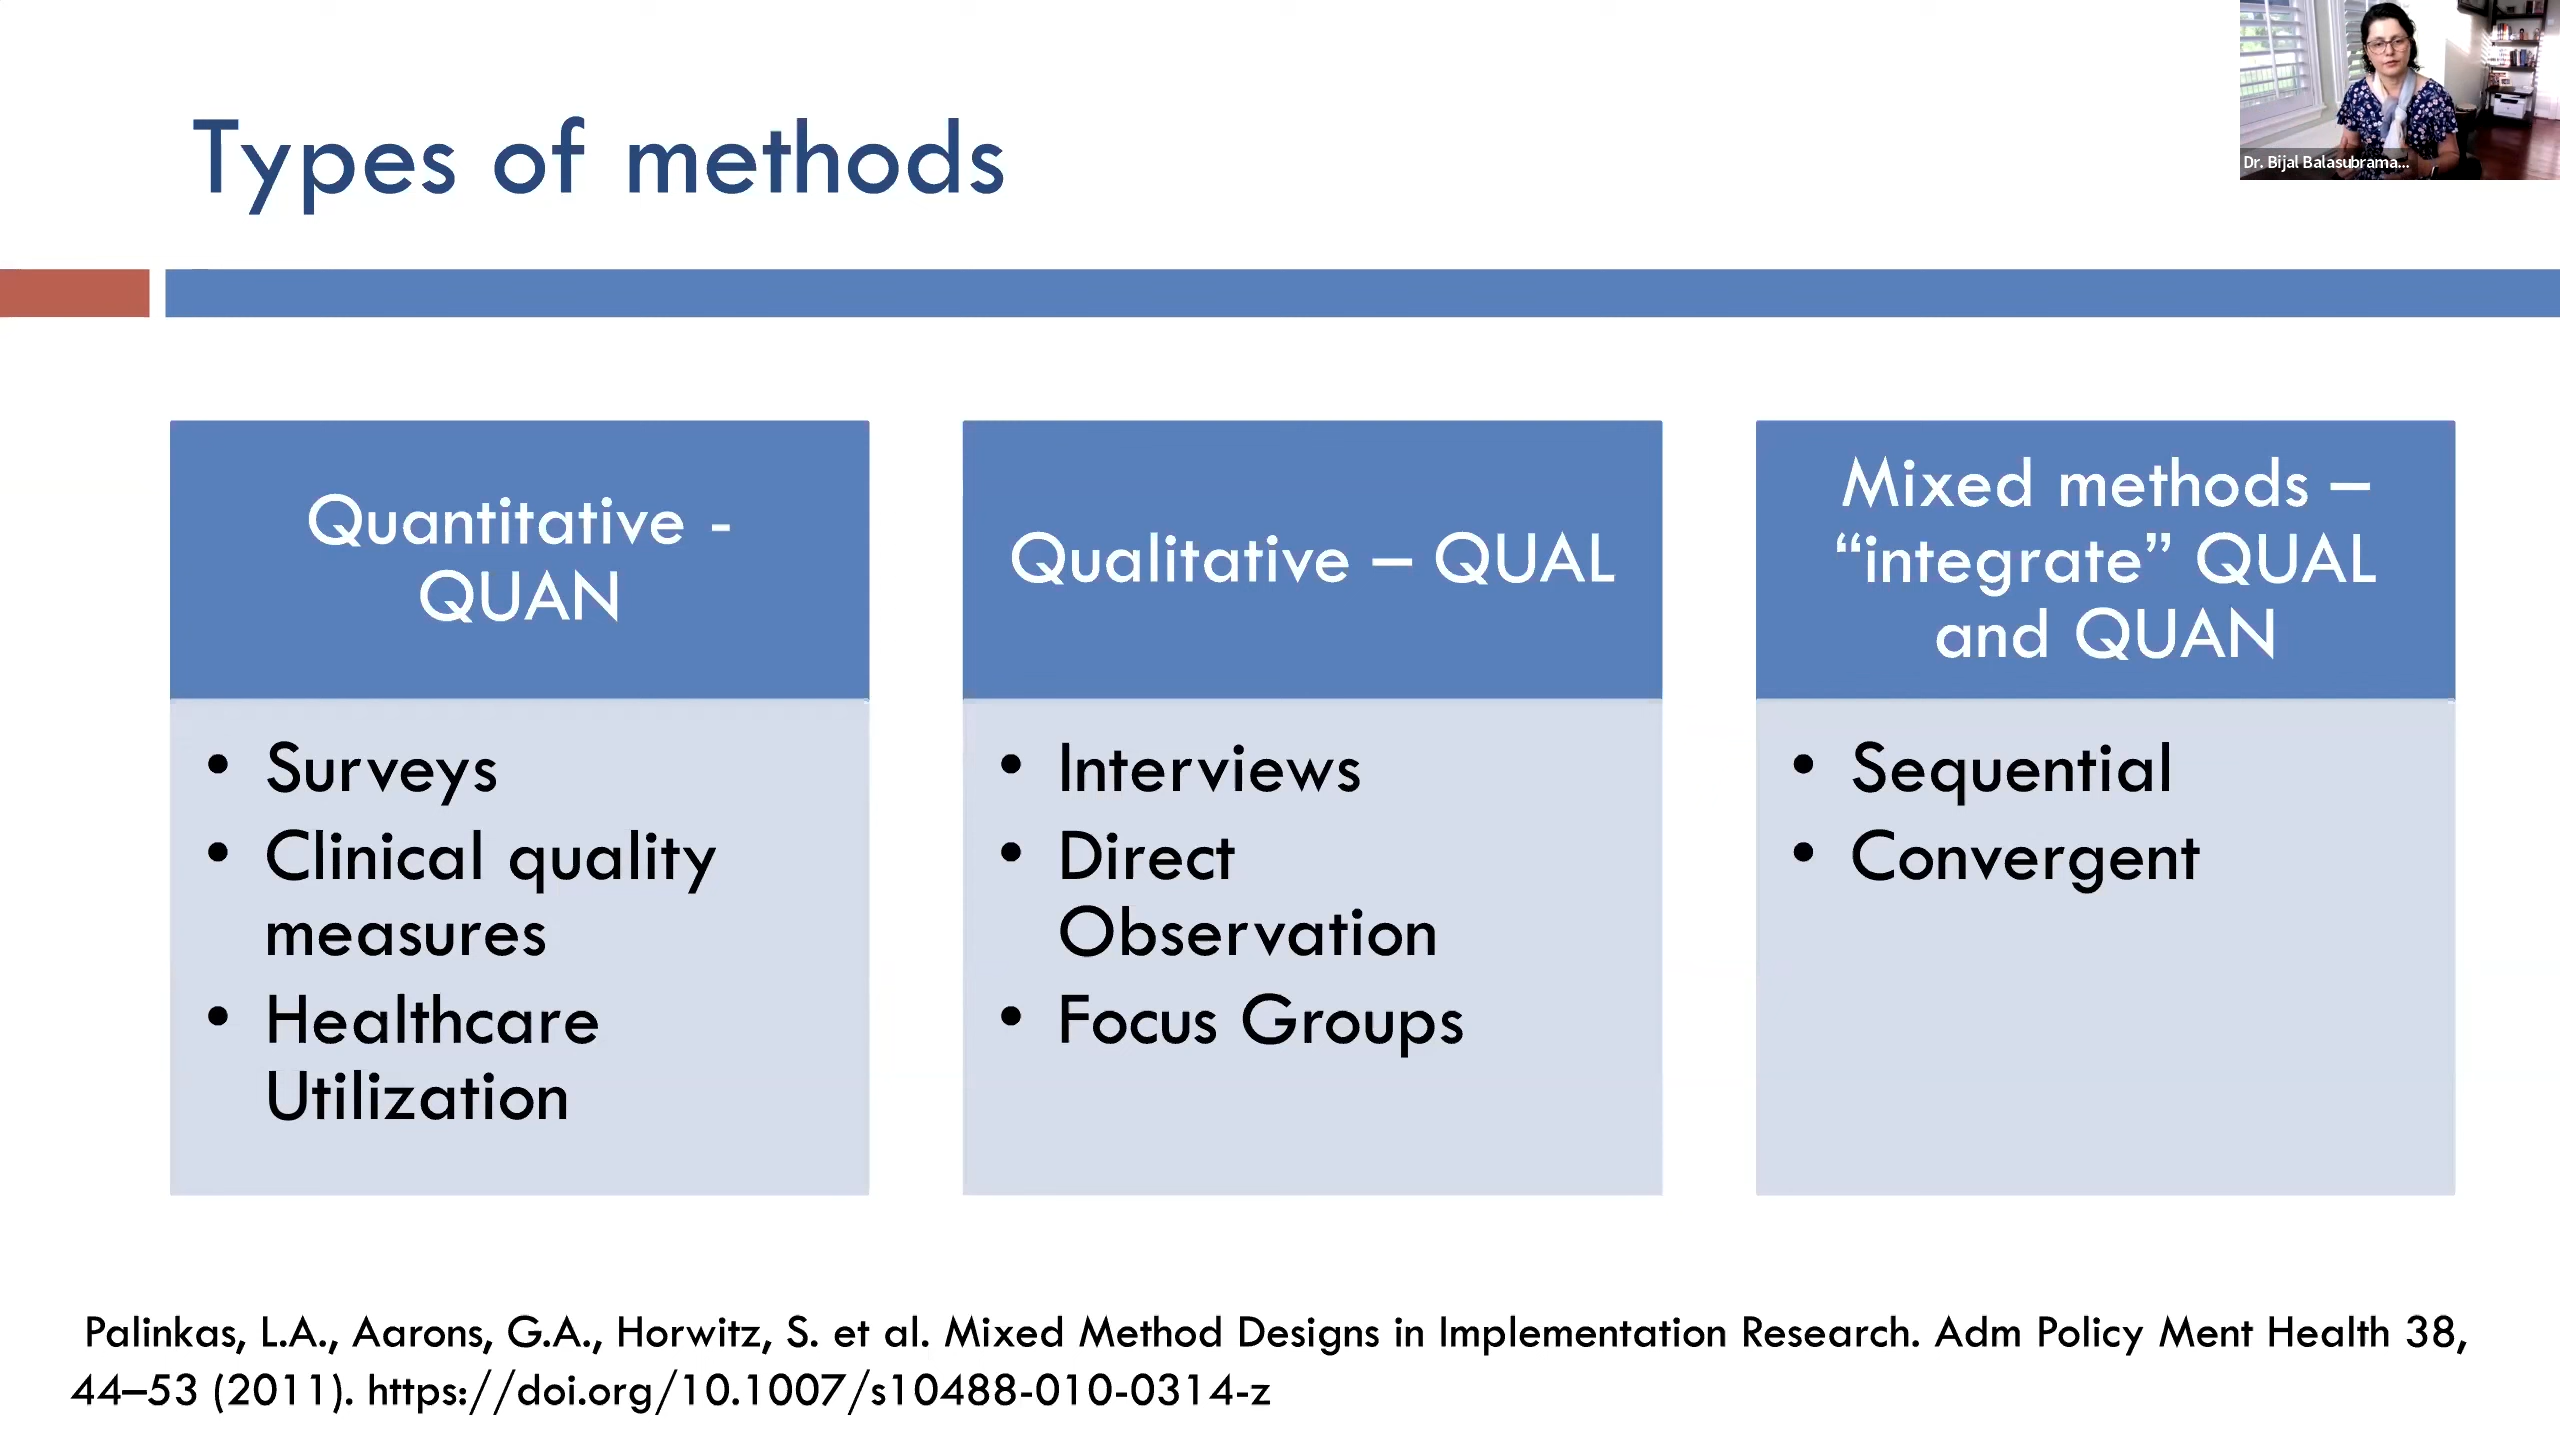 Dr. Bijal Balasubrama...
Types of methods
Quantitative -
QUAN
• Surveys
• Clinical quality
measures
• Healthcare
Utilization
Qualitative – QUAL
• Interviews
• Direct
Observation
• Focus Groups
Mixed methods –
“integrate” QUAL
and QUAN
• Sequential
• Convergent
Palinkas, L.A., Aarons, G.A., Horwitz, S. et al. Mixed Method Designs in Implementation Research. Adm Policy Ment Health 38,
44–53 (2011). https://doi.org/10.1007/s10488-010-0314-z